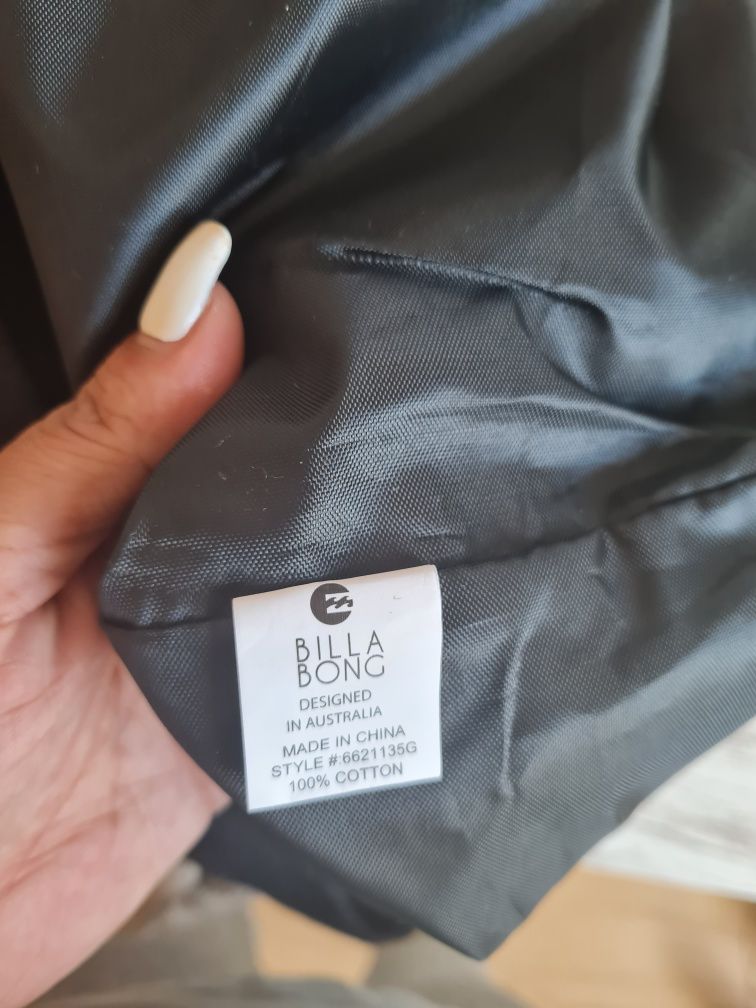 BILLA
BONG
DESIGNED
IN AUSTRALIA
MADE IN CHINA
STYLE #:6621135G
100% COTTON